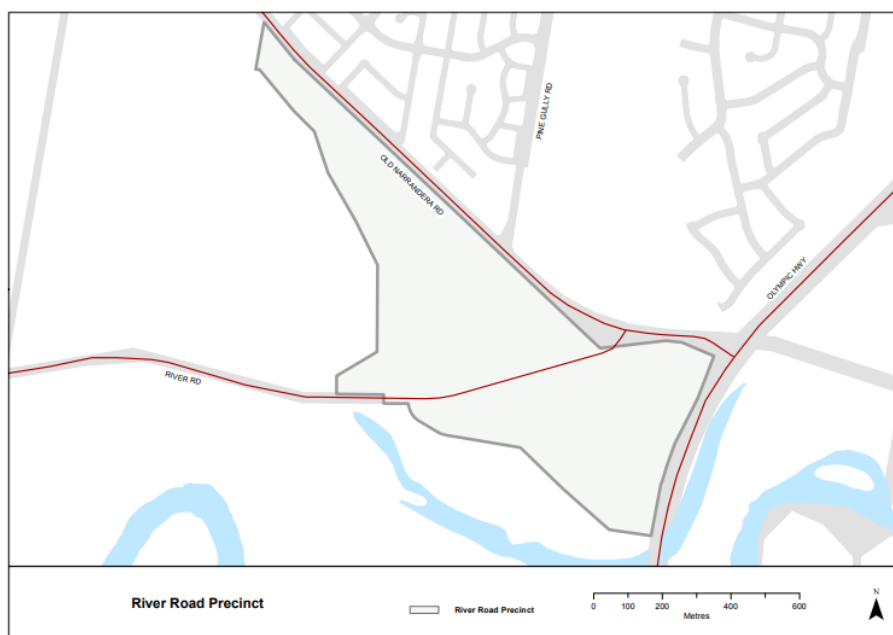 PINE GULLY RD
OLD NARRANDERA RD
OLYMPIC HWY
RIVER RD
River Road Precinct
River Road Precinct
0 100 200 400 600
Metres
N